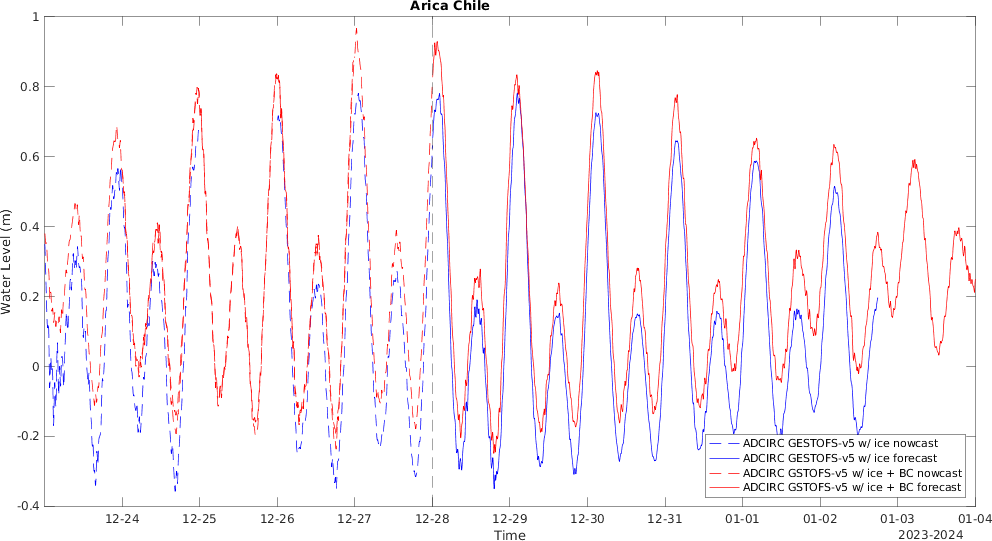 Arica Chile
Water Level (m)
1
0.8
0.6
0.4
0.2
0
-0.2
-0.4
ADCIRC GESTOFS-v5 w/ ice nowcast
ADCIRC GESTOFS-v5 w/ ice forecast
ADCIRC GSTOFS-v5 w/ ice + BC nowcast
ADCIRC GSTOFS-v5 w/ ice + BC forecast
12-24 12-25 12-26 12-27 12-28 12-29 12-30 12-31 01-01 01-02 01-03 01-04
Time
2023-2024